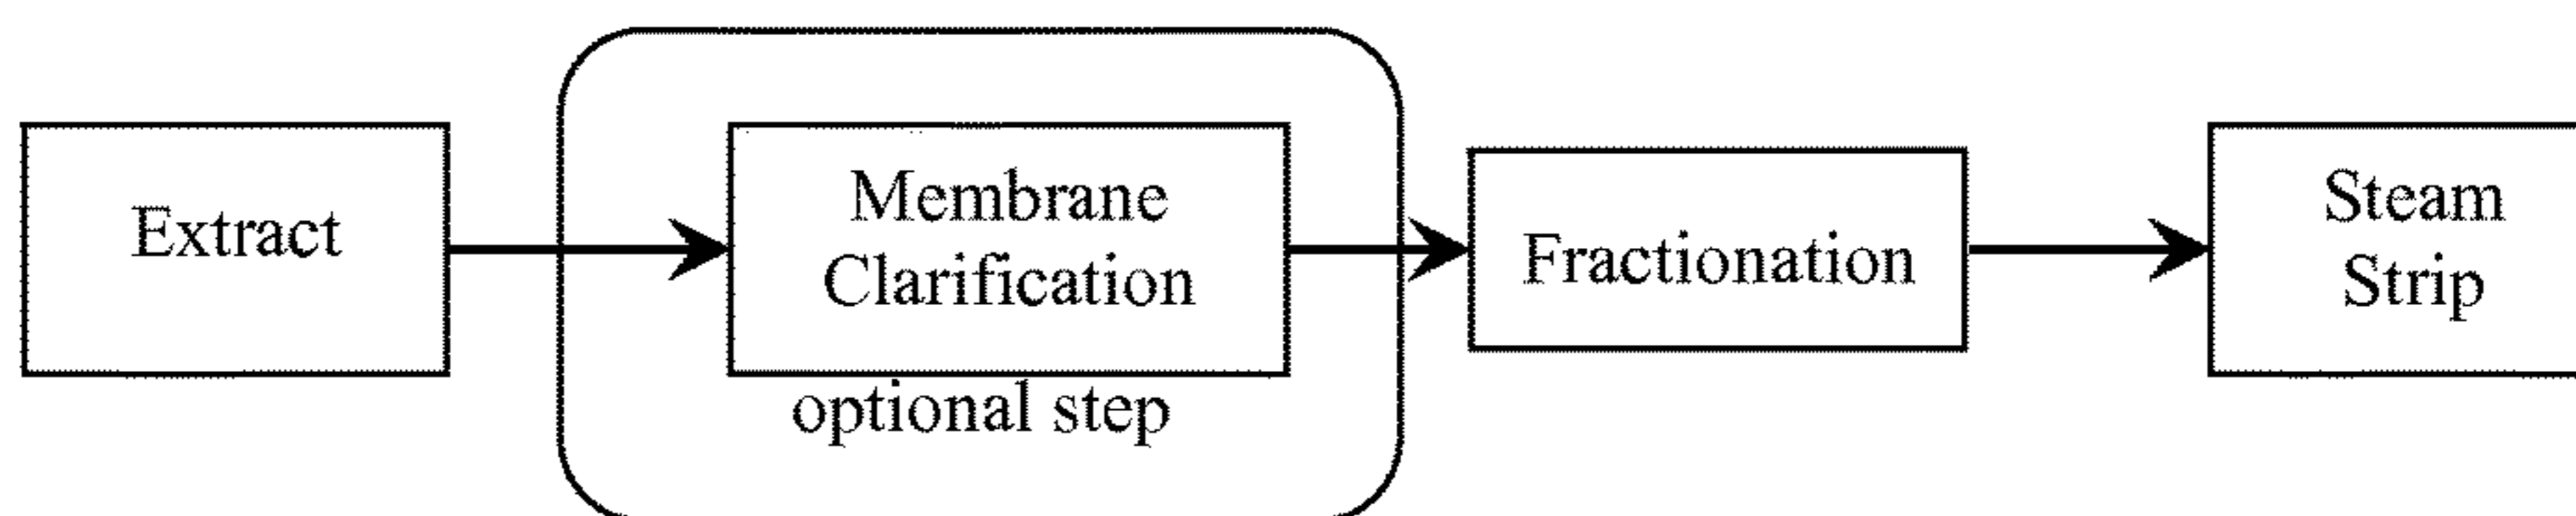 Extract
Membrane
Clarification
optional step
Fractionation
Steam
Strip